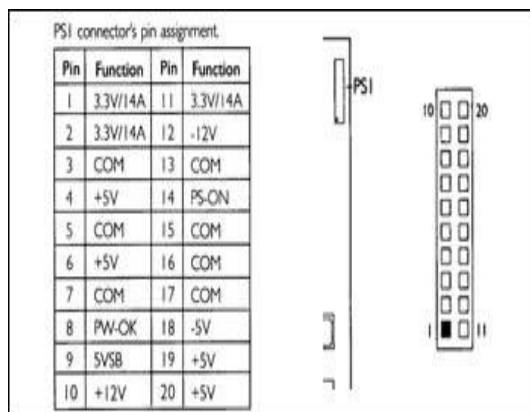 PS1 connector's pin assignment.
Pin Function Pin Function
1 3.3V/14A 11 3.3V/14A
2 3.3V/14A 12 -12V
3 COM 13 COM
4 +5V 14 PS-ON
5 COM 15 COM
6 +5V 16 COM
7 COM 17 COM
8 PW-OK 18 -5V
9 5VSB 19 +5V
10 +12V 20 +5V
PS1
10 20
1 11